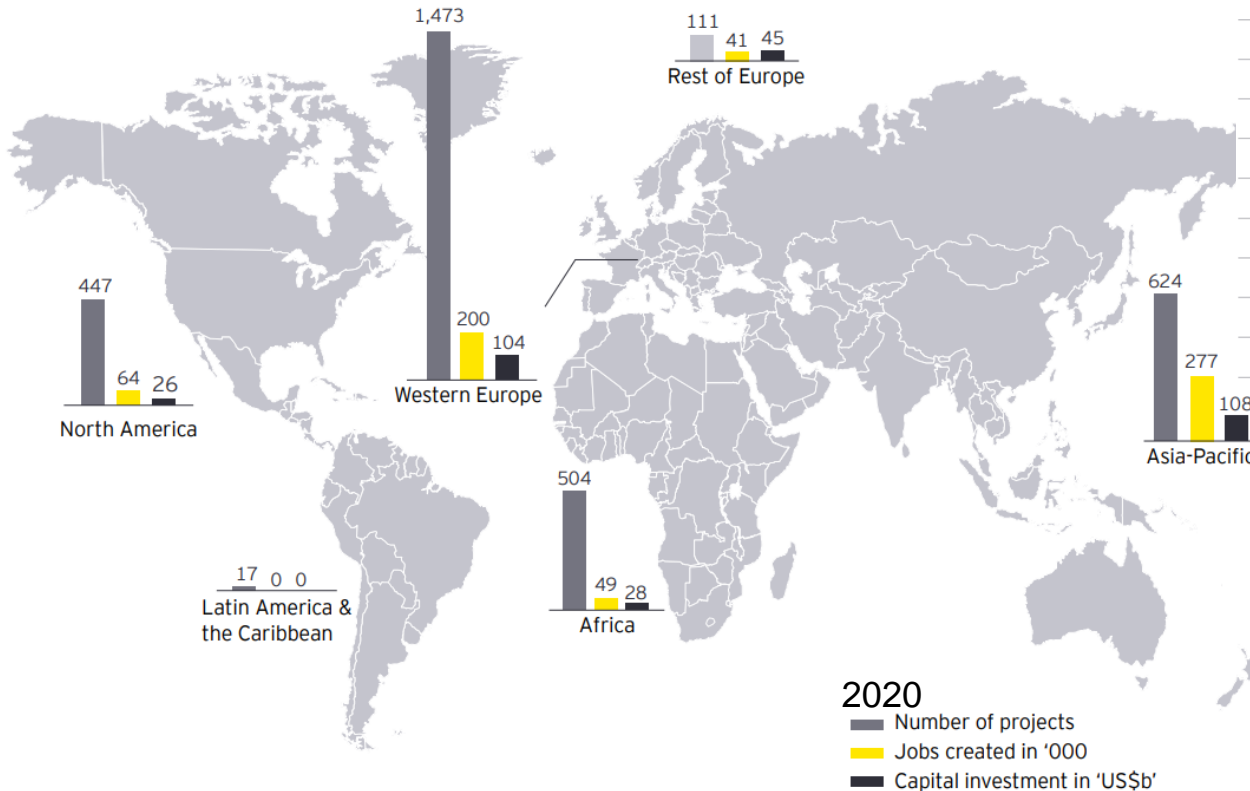 1,473
111
41
45
Rest of Europe
447
64
26
North America
200
104
Western Europe
624
277
108
Asia-Pacific
504
49
28
Africa
17
0
0
Latin America &
the Caribbean
2020
Number of projects
Jobs created in ‘000
Capital investment in ‘US$b’